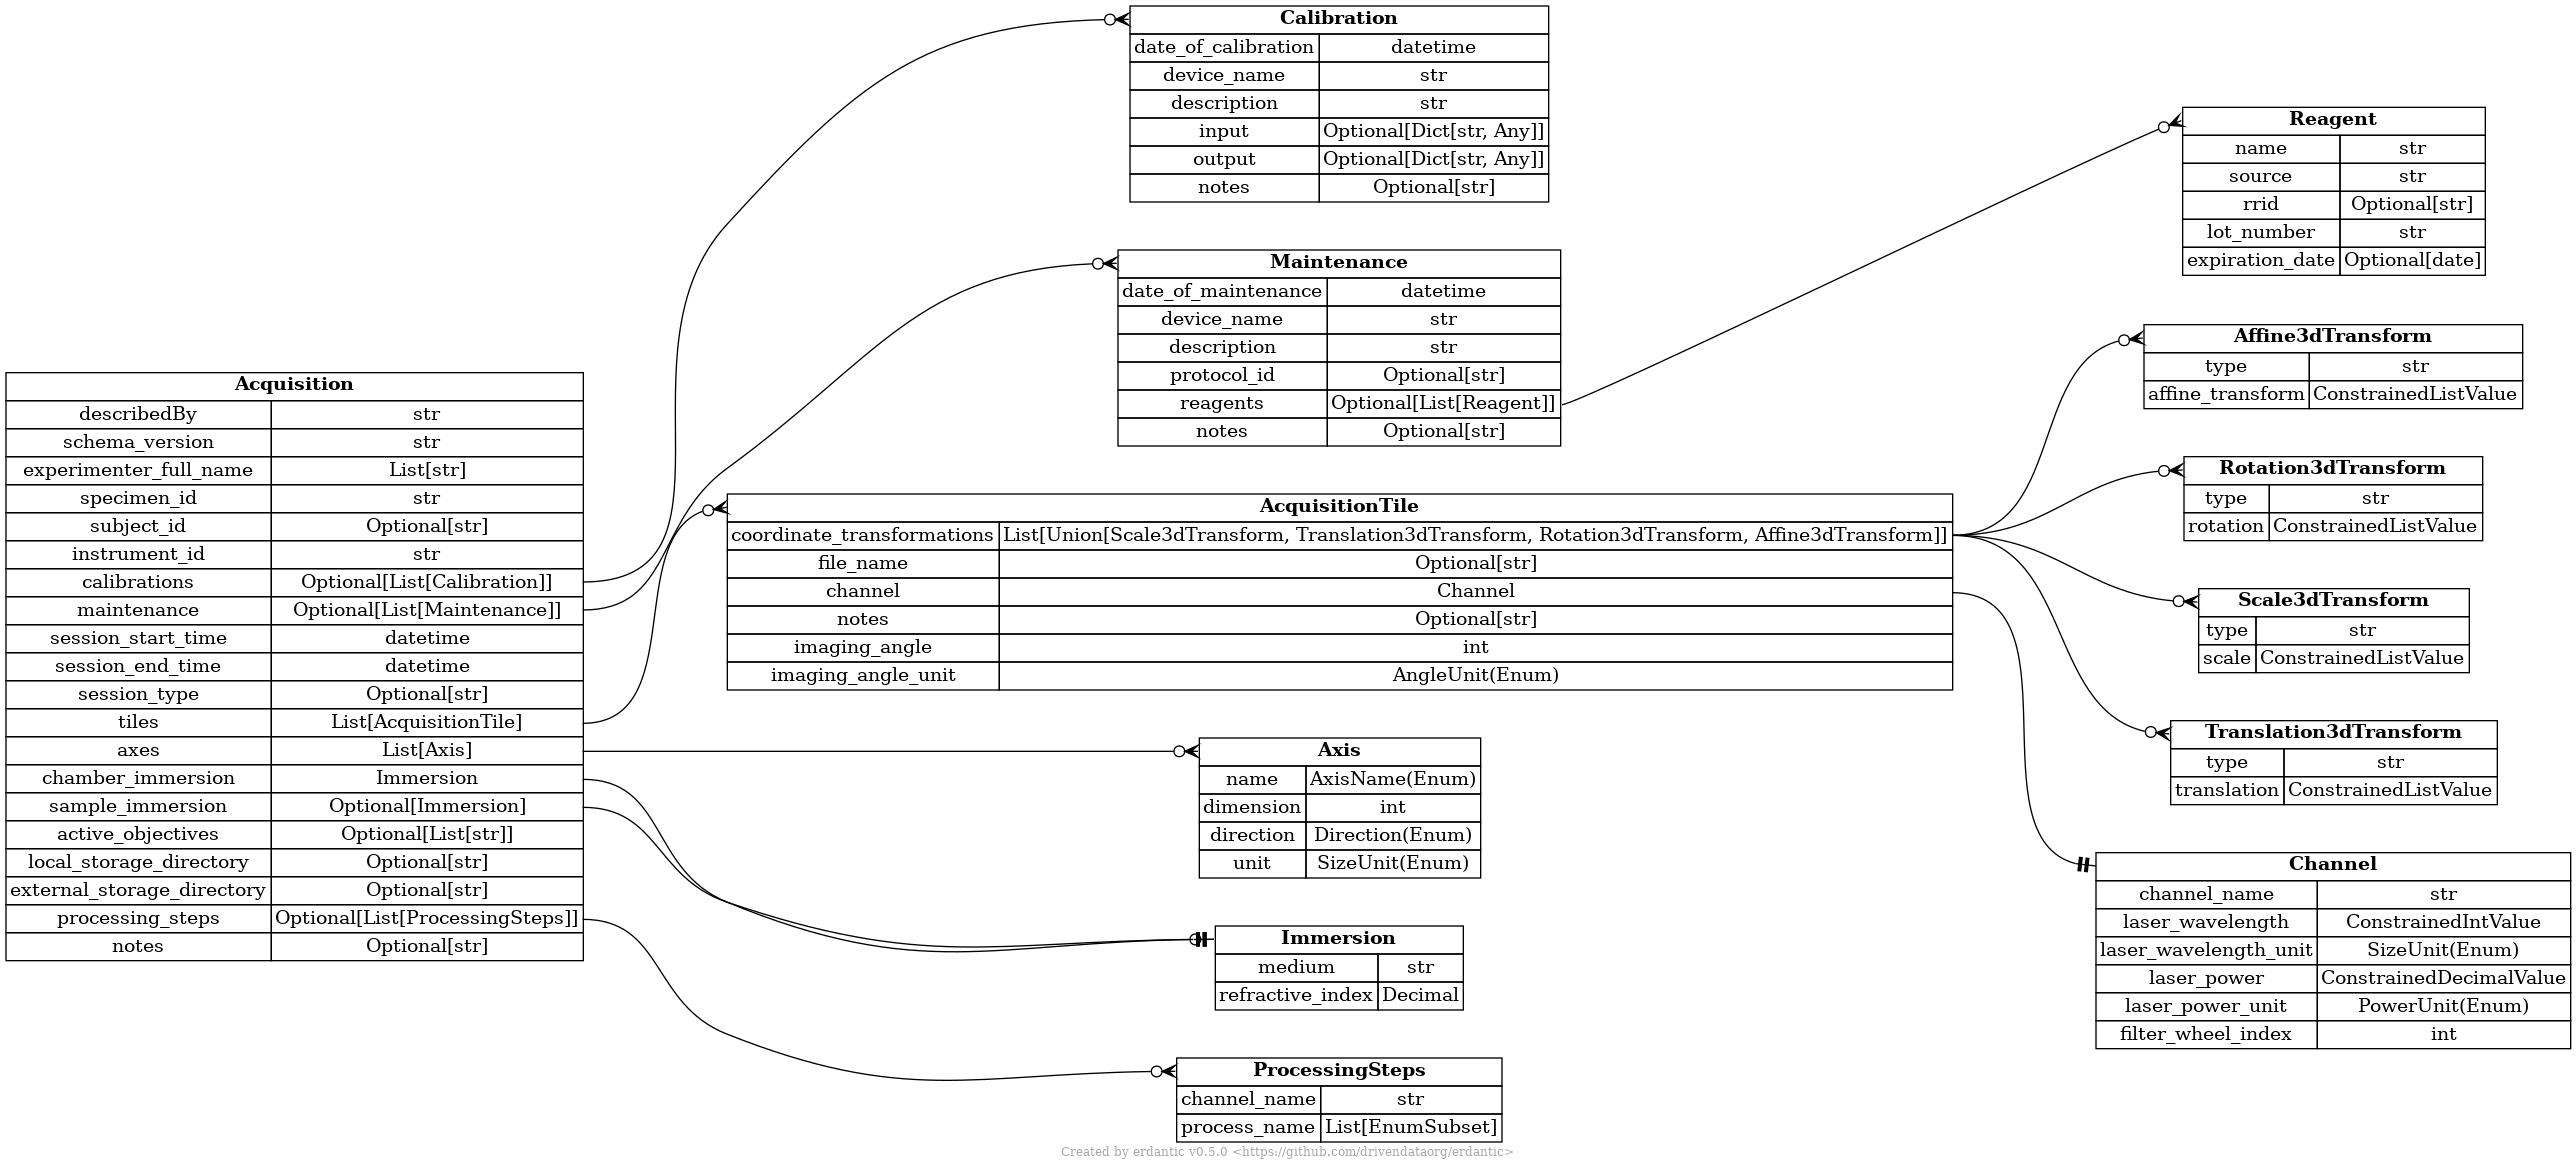 Calibration
date_of_calibration datetime
device_name str
description str
input Optional[Dict[str, Any]]
output Optional[Dict[str, Any]]
notes Optional[str]
Reagent
name str
source str
rrid Optional[str]
lot_number str
expiration_date Optional[date]
Maintenance
date_of_maintenance datetime
device_name str
description str
protocol_id Optional[str]
reagents Optional[List[Reagent]]
notes Optional[str]
Affine3dTransform
type str
affine_transform ConstrainedListValue
Acquisition
describedBy str
schema_version str
experimenter_full_name List[str]
specimen_id str
subject_id Optional[str]
instrument_id str
calibrations Optional[List[Calibration]]
maintenance Optional[List[Maintenance]]
session_start_time datetime
session_end_time datetime
session_type Optional[str]
tiles List[AcquisitionTile]
axes List[Axis]
chamber_immersion Immersion
sample_immersion Optional[Immersion]
active_objectives Optional[List[str]]
local_storage_directory Optional[str]
external_storage_directory Optional[str]
processing_steps Optional[List[ProcessingSteps]]
notes Optional[str]
Rotation3dTransform
type str
rotation ConstrainedListValue
AcquisitionTile
coordinate_transformations List[Union[Scale3dTransform, Translation3dTransform, Rotation3dTransform, Affine3dTransform]]
file_name Optional[str]
channel Channel
notes Optional[str]
imaging_angle int
imaging_angle_unit AngleUnit(Enum)
Scale3dTransform
type str
scale ConstrainedListValue
Translation3dTransform
type str
translation ConstrainedListValue
Axis
name AxisName(Enum)
dimension int
direction Direction(Enum)
unit SizeUnit(Enum)
Channel
channel_name str
laser_wavelength ConstrainedIntValue
laser_wavelength_unit SizeUnit(Enum)
laser_power ConstrainedDecimalValue
laser_power_unit PowerUnit(Enum)
filter_wheel_index int
Immersion
medium str
refractive_index Decimal
ProcessingSteps
channel_name str
process_name List[EnumSubset]
Created by erdantic v0.5.0 <https://github.com/drivendataorg/erdantic>